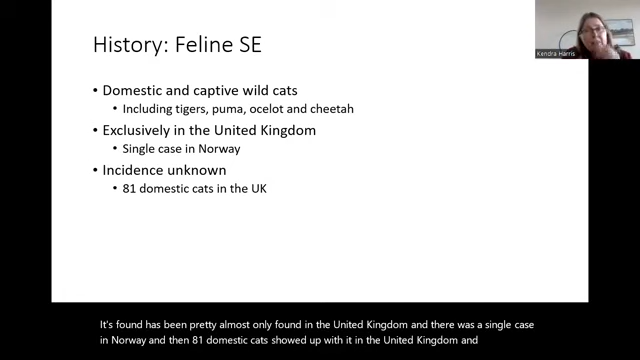 History: Feline SE
• Domestic and captive wild cats
• Including tigers, puma, ocelot and cheetah
• Exclusively in the United Kingdom
• Single case in Norway
• Incidence unknown
• 81 domestic cats in the UK
Kendra Harris
It's found has been pretty almost only found in the United Kingdom and there was a single case
in Norway and then 81 domestic cats showed up with it in the United Kingdom and